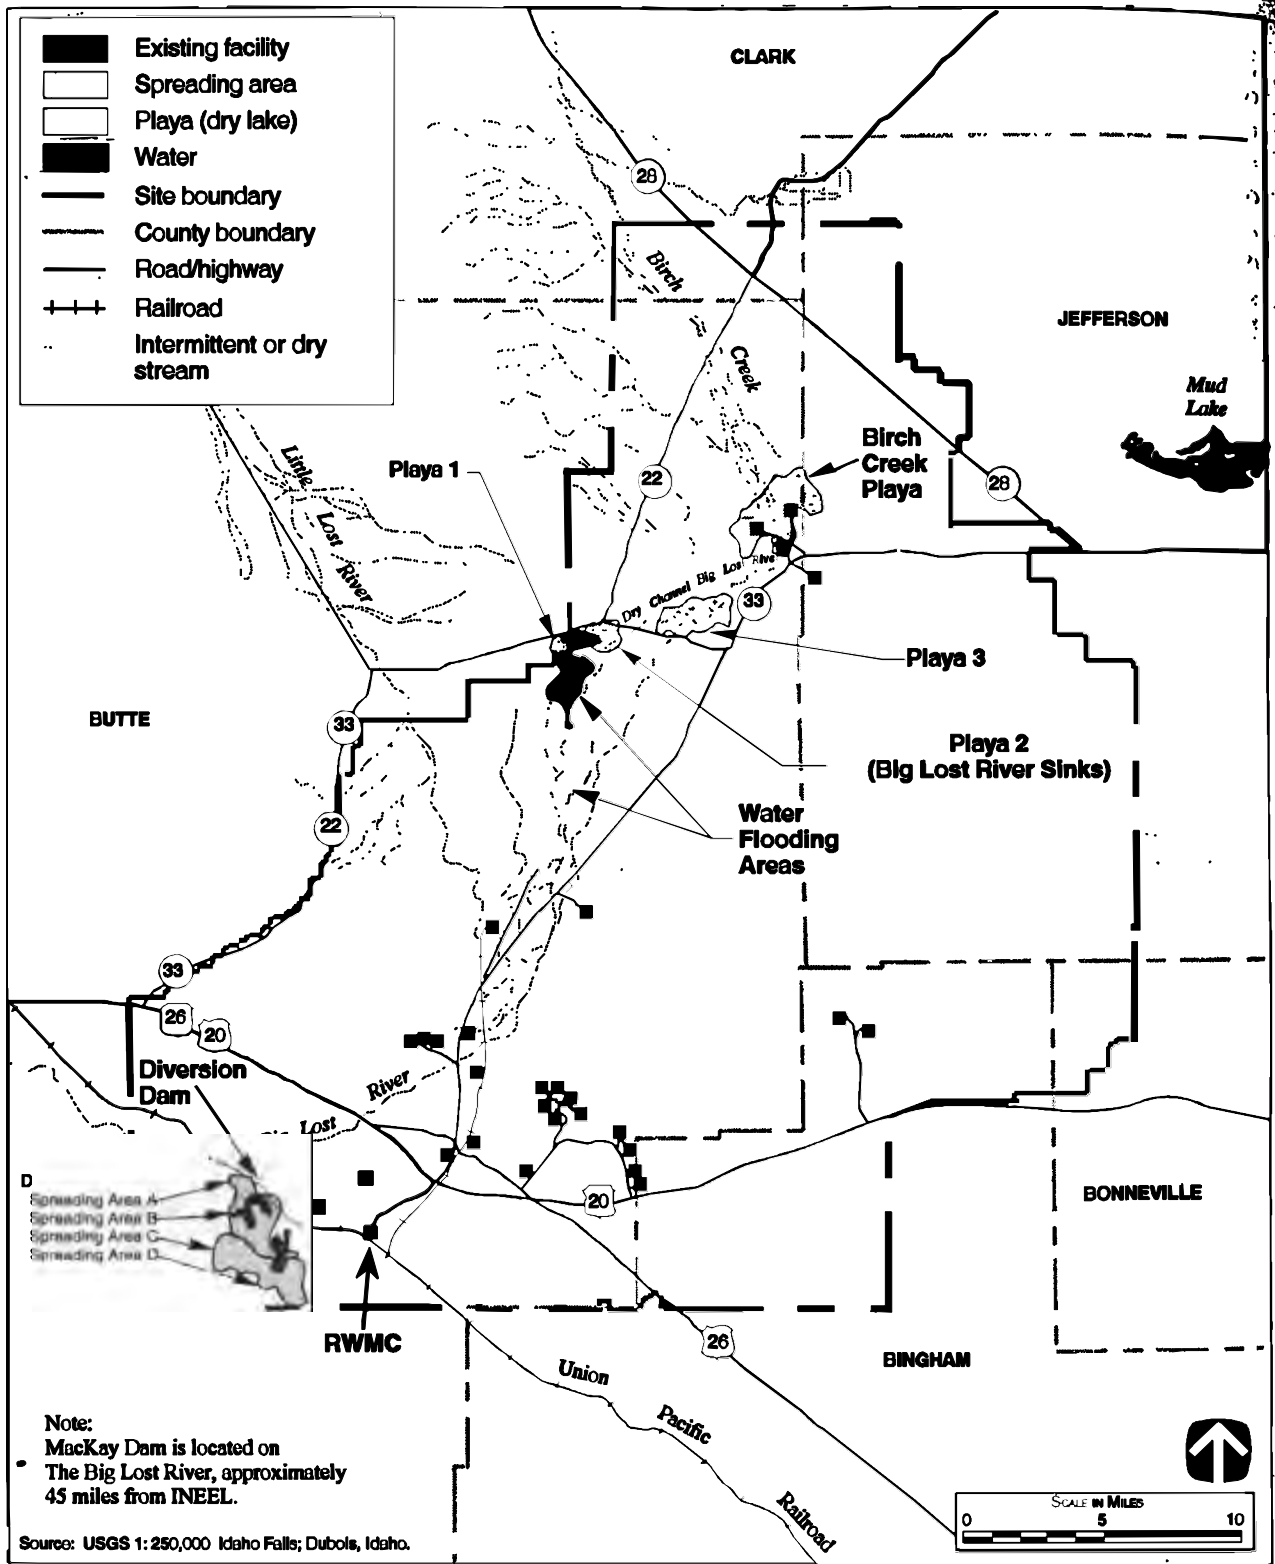 Existing facility
Spreading area
Playa (dry lake)
Water
Site boundary
County boundary
Road/highway
Railroad
Intermittent or dry
stream
CLARK
28
Birch
Creek
JEFFERSON
Mud
Lake
Little
Lost
River
Playa 1
22
Birch
Creek
Playa
28
Dry Channel Big Lost River
33
Playa 3
BUTTE
33
Playa 2
(Big Lost River Sinks)
22
Water
Flooding
Areas
33
26
20
Diversion
Dam
River
Lost
D
Spreading Area A
Spreading Area B
Spreading Area C
Spreading Area D
20
BONNEVILLE
RWMC
26
BINGHAM
Union
Pacific
Railroad
Note:
MacKay Dam is located on
The Big Lost River, approximately
45 miles from INEEL.
SCALE IN MILES
0 5 10
Source: USGS 1:250,000 Idaho Falls; Dubois, Idaho.